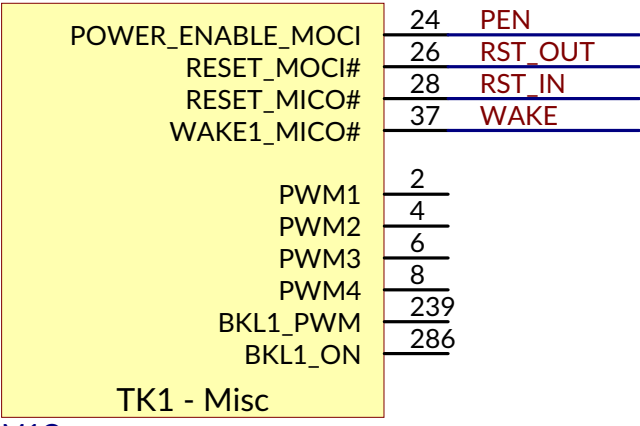 POWER_ENABLE_MOCI 24 PEN
RESET_MOCI# 26 RST_OUT
RESET_MICO# 28 RST_IN
WAKE1_MICO# 37 WAKE
PWM1 2
PWM2 4
PWM3 6
PWM4 8
BKL1_PWM 239
BKL1_ON 286
TK1 - Misc